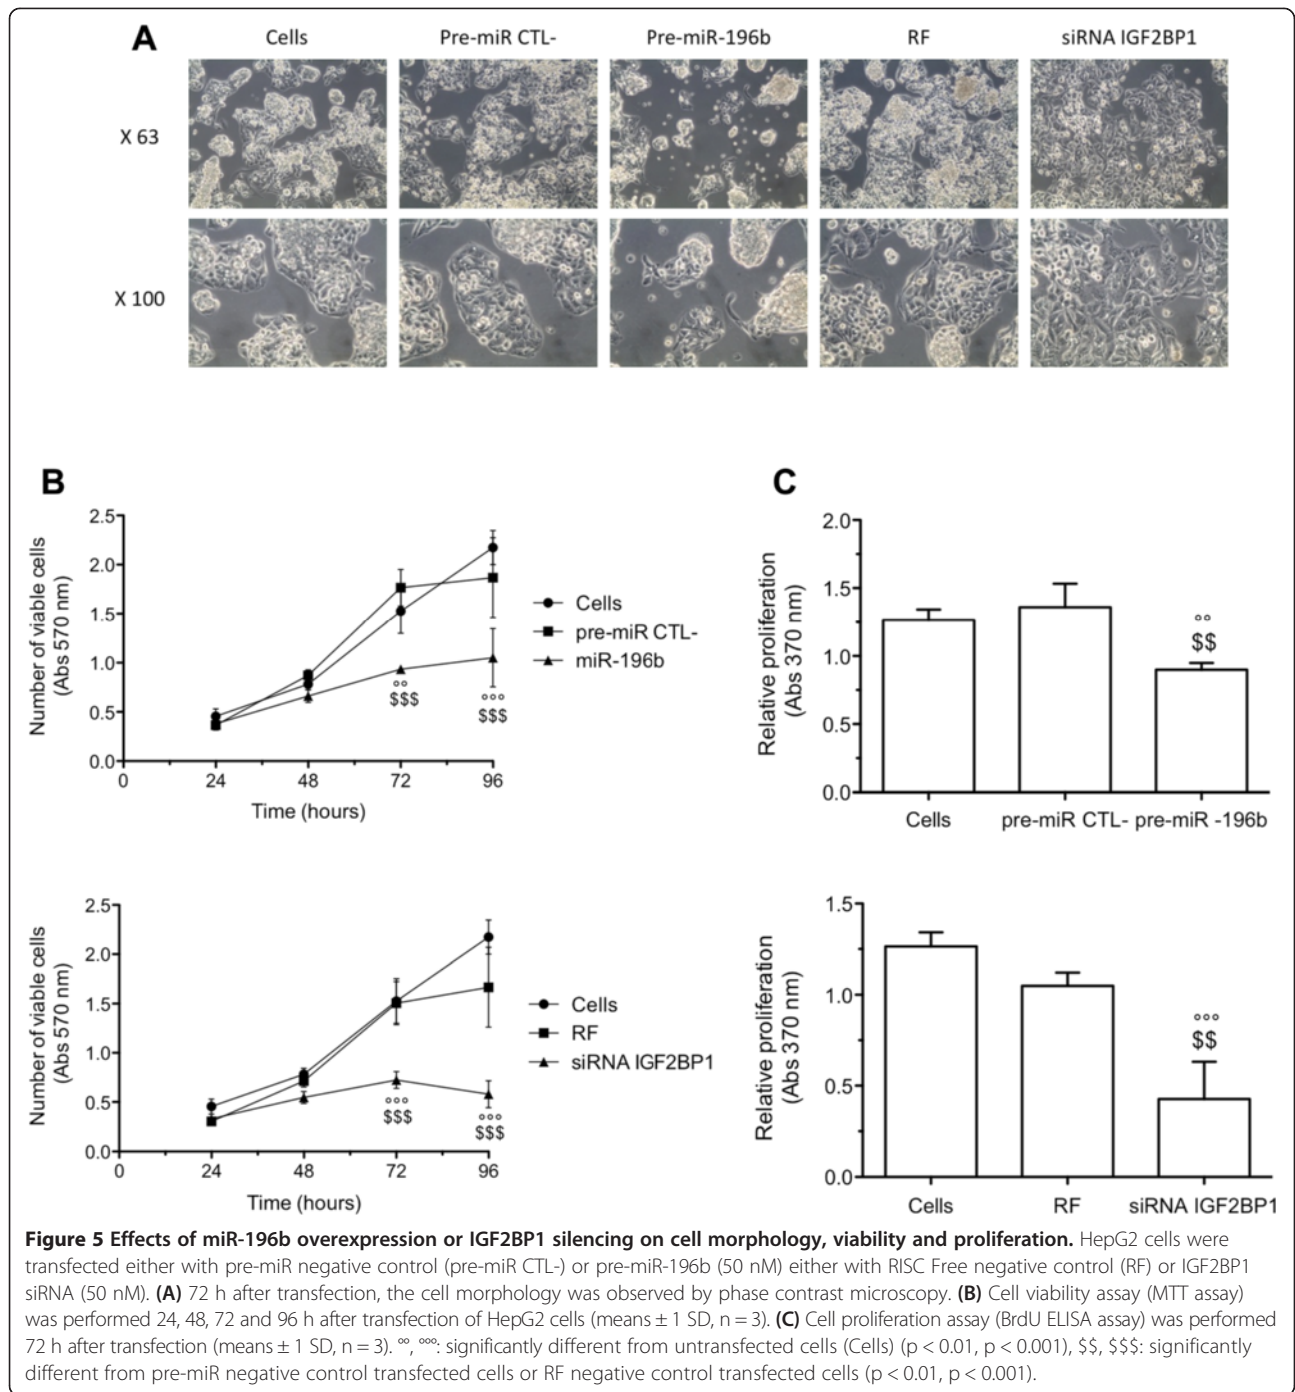 A
Cells Pre-miR CTL- Pre-miR-196b RF siRNA IGF2BP1
X 63
X 100
B
Number of viable cells
(Abs 570 nm)
2.5
2.0
1.5
1.0
0.5
0.0
0 24 48 72 96
Time (hours)
Cells
pre-miR CTL-
miR-196b
°°
$$$
°°°
$$$
C
Relative proliferation
(Abs 370 nm)
2.0
1.5
1.0
0.5
0.0
°°
$$
Cells pre-miR CTL- pre-miR -196b
Number of viable cells
(Abs 570 nm)
2.5
2.0
1.5
1.0
0.5
0.0
0 24 48 72 96
Time (hours)
Cells
RF
siRNA IGF2BP1
°°°
$$$
°°°
$$$
Relative proliferation
(Abs 370 nm)
1.5
1.0
0.5
0.0
°°°
$$
Cells RF siRNA IGF2BP1
Figure 5 Effects of miR-196b overexpression or IGF2BP1 silencing on cell morphology, viability and proliferation. HepG2 cells were
transfected either with pre-miR negative control (pre-miR CTL-) or pre-miR-196b (50 nM) either with RISC Free negative control (RF) or IGF2BP1
siRNA (50 nM). (A) 72 h after transfection, the cell morphology was observed by phase contrast microscopy. (B) Cell viability assay (MTT assay)
was performed 24, 48, 72 and 96 h after transfection of HepG2 cells (means ± 1 SD, n = 3). (C) Cell proliferation assay (BrdU ELISA assay) was performed
72 h after transfection (means ± 1 SD, n = 3). °°, °°°: significantly different from untransfected cells (Cells) (p < 0.01, p < 0.001), $$, $$$: significantly
different from pre-miR negative control transfected cells or RF negative control transfected cells (p < 0.01, p < 0.001).